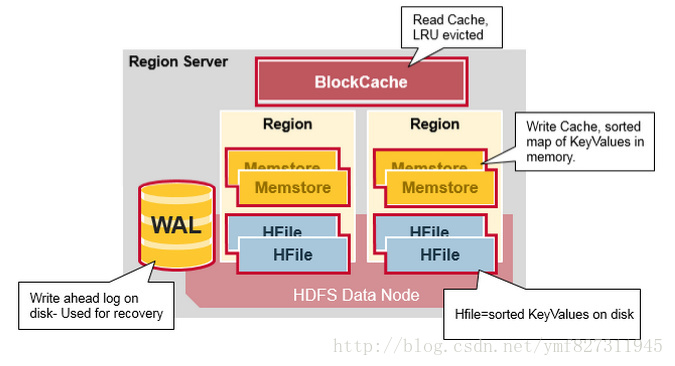 Read Cache,
LRU evicted
Region Server
BlockCache
Region
Region
Write Cache, sorted
map of KeyValues in
memory.
Memstore
Memstore
Memstore
Memstore
WAL
HFile
HFile
HFile
HFile
HDFS Data Node
Write ahead log on
disk- Used for recovery
Hfile=sorted KeyValues on disk
http://blog.csdn.net/ymf827311945